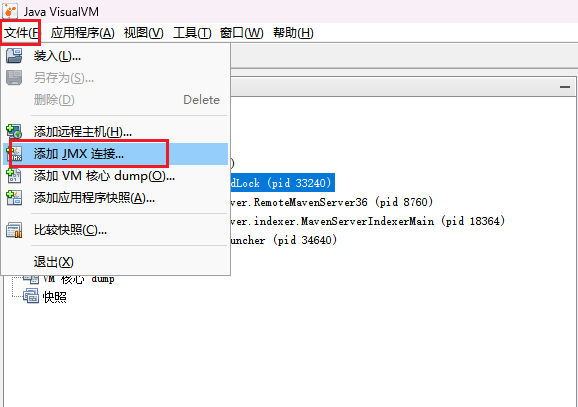 Java VisualVM
文件(F 应用程序(A) 视图(V) 工具(T) 窗口(W) 帮助(H)
装入(L)...
另存为(S)...
删除(D) Delete
添加远程主机(H)...
添加 JMX 连接...
)
添加 VM 核心 dump(O)...
dLock (pid 33240)
添加应用程序快照(A)...
ver.RemoteMavenServer36 (pid 8760)
比较快照(C)...
ver.indexer.MavenServerIndexerMain (pid 18364)
uncher (pid 34640)
退出(X)
VM 核心 dump
快照